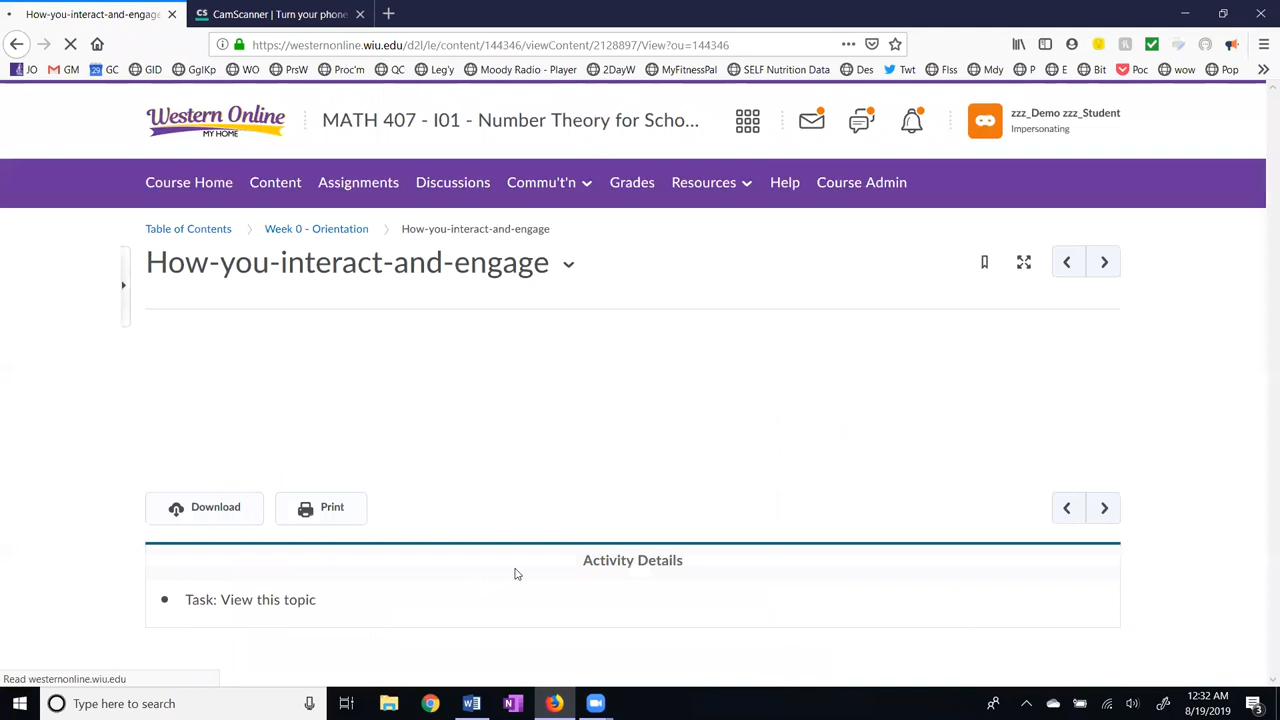 How-you-interact-and-engage
CamScanner | Turn your phone
https://westernonline.wiu.edu/d2l/le/content/144346/viewContent/2128897/View?ou=144346
JO GM GC GID GglKp WO PrsW Proc'm QC Leg'y Moody Radio - Player 2DayW MyFitnessPal SELF Nutrition Data Des Twt Flss Mdy P E Bit Poc wow Pop
Western Online
MY HOME
MATH 407 - I01 - Number Theory for Scho...
zzz_Demo zzz_Student
Impersonating
Course Home Content Assignments Discussions Commu't'n Grades Resources Help Course Admin
Table of Contents Week 0 - Orientation How-you-interact-and-engage
How-you-interact-and-engage
Download Print
Activity Details
Task: View this topic
Read westernonline.wiu.edu
Type here to search
12:32 AM
8/19/2019
3